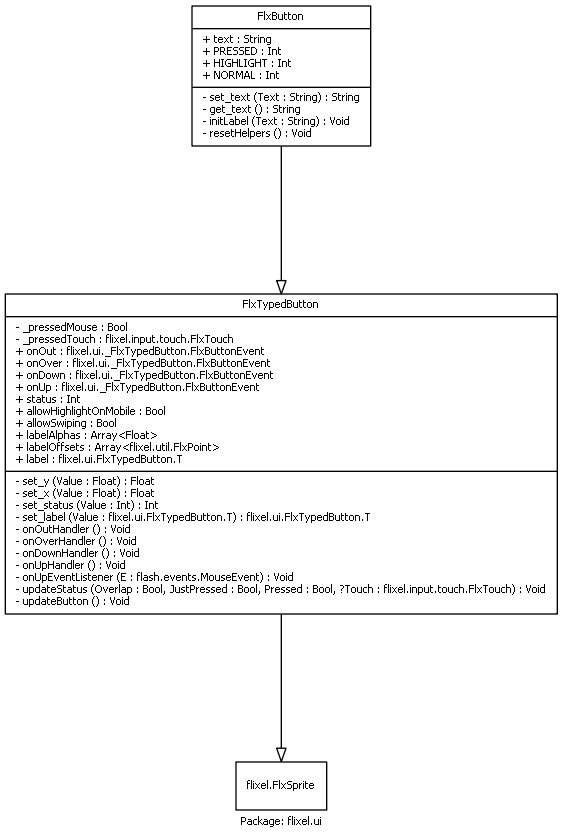 FlxButton
+ text : String
+ PRESSED : Int
+ HIGHLIGHT : Int
+ NORMAL : Int
- set_text (Text : String) : String
- get_text () : String
- initLabel (Text : String) : Void
- resetHelpers () : Void
FlxTypedButton
- _pressedMouse : Bool
- _pressedTouch : flixel.input.touch.FlxTouch
+ onOut : flixel.ui._FlxTypedButton.FlxButtonEvent
+ onOver : flixel.ui._FlxTypedButton.FlxButtonEvent
+ onDown : flixel.ui._FlxTypedButton.FlxButtonEvent
+ onUp : flixel.ui._FlxTypedButton.FlxButtonEvent
+ status : Int
+ allowHighlightOnMobile : Bool
+ allowSwiping : Bool
+ labelAlphas : Array<Float>
+ labelOffsets : Array<flixel.util.FlxPoint>
+ label : flixel.ui.FlxTypedButton.T
- set_y (Value : Float) : Float
- set_x (Value : Float) : Float
- set_status (Value : Int) : Int
- set_label (Value : flixel.ui.FlxTypedButton.T) : flixel.ui.FlxTypedButton.T
- onOutHandler () : Void
- onOverHandler () : Void
- onDownHandler () : Void
- onUpHandler () : Void
- onUpEventListener (E : flash.events.MouseEvent) : Void
- updateStatus (Overlap : Bool, JustPressed : Bool, Pressed : Bool, ?Touch : flixel.input.touch.FlxTouch) : Void
- updateButton () : Void
flixel.FlxSprite
Package: flixel.ui